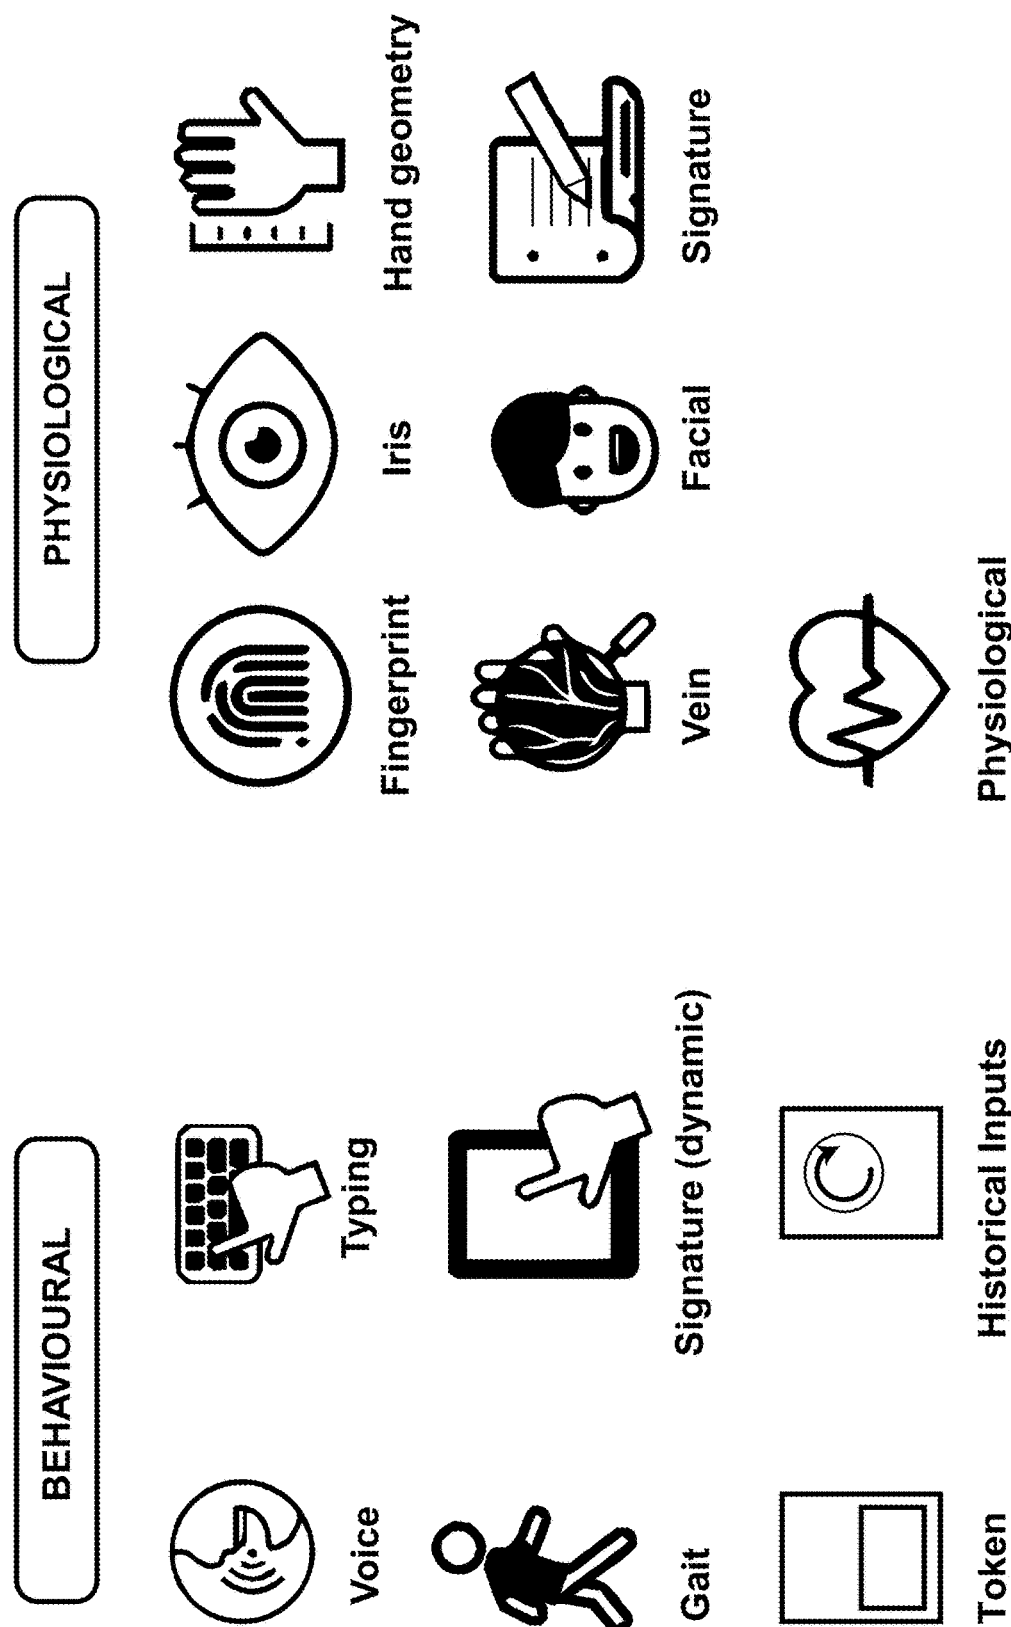 BEHAVIOURAL
PHYSIOLOGICAL
Voice
Typing
Fingerprint
Iris
Hand geometry
Gait
Signature (dynamic)
Vein
Facial
Signature
Token
Historical Inputs
Physiological